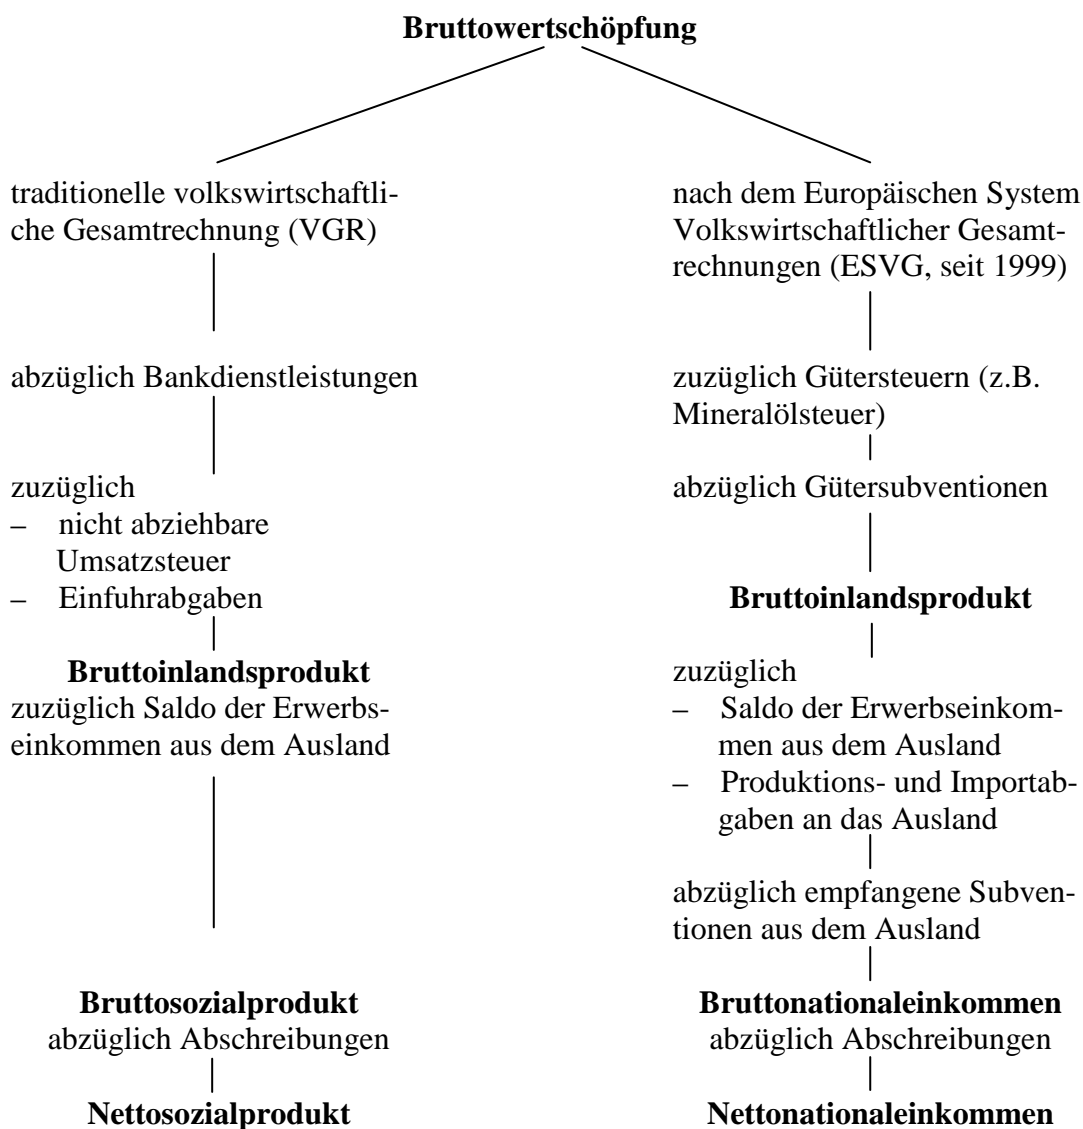 Bruttowertschöpfung
traditionelle volkswirtschaftli-
che Gesamtrechnung (VGR)
abzüglich Bankdienstleistungen
zuzüglich
– nicht abziehbare
Umsatzsteuer
– Einfuhrabgaben
Bruttoinlandsprodukt
zuzüglich Saldo der Erwerbs-
einkommen aus dem Ausland
Bruttosozialprodukt
abzüglich Abschreibungen
Nettosozialprodukt
nach dem Europäischen System
Volkswirtschaftlicher Gesamt-
rechnungen (ESVG, seit 1999)
zuzüglich Gütersteuern (z.B.
Mineralölsteuer)
abzüglich Gütersubventionen
Bruttoinlandsprodukt
zuzüglich
– Saldo der Erwerbseinkom-
men aus dem Ausland
– Produktions- und Importab-
gaben an das Ausland
abzüglich empfangene Subven-
tionen aus dem Ausland
Bruttonationaleinkommen
abzüglich Abschreibungen
Nettonationaleinkommen